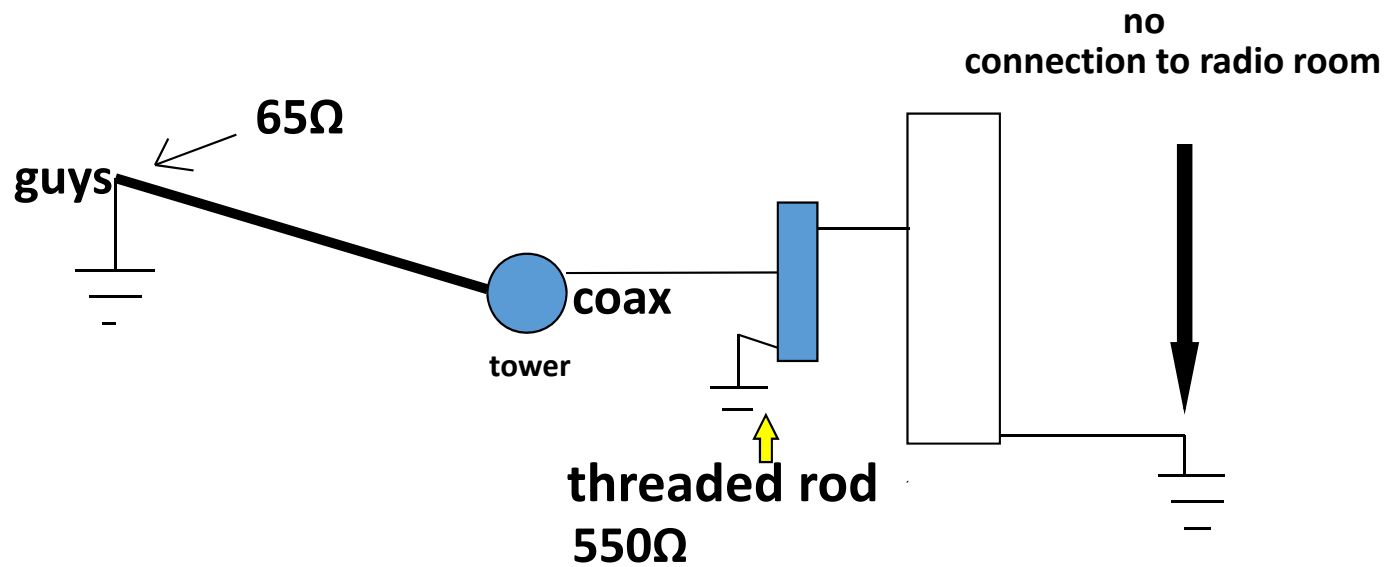 no
connection to radio room
65Ω
guys
coax
tower
threaded rod
550Ω